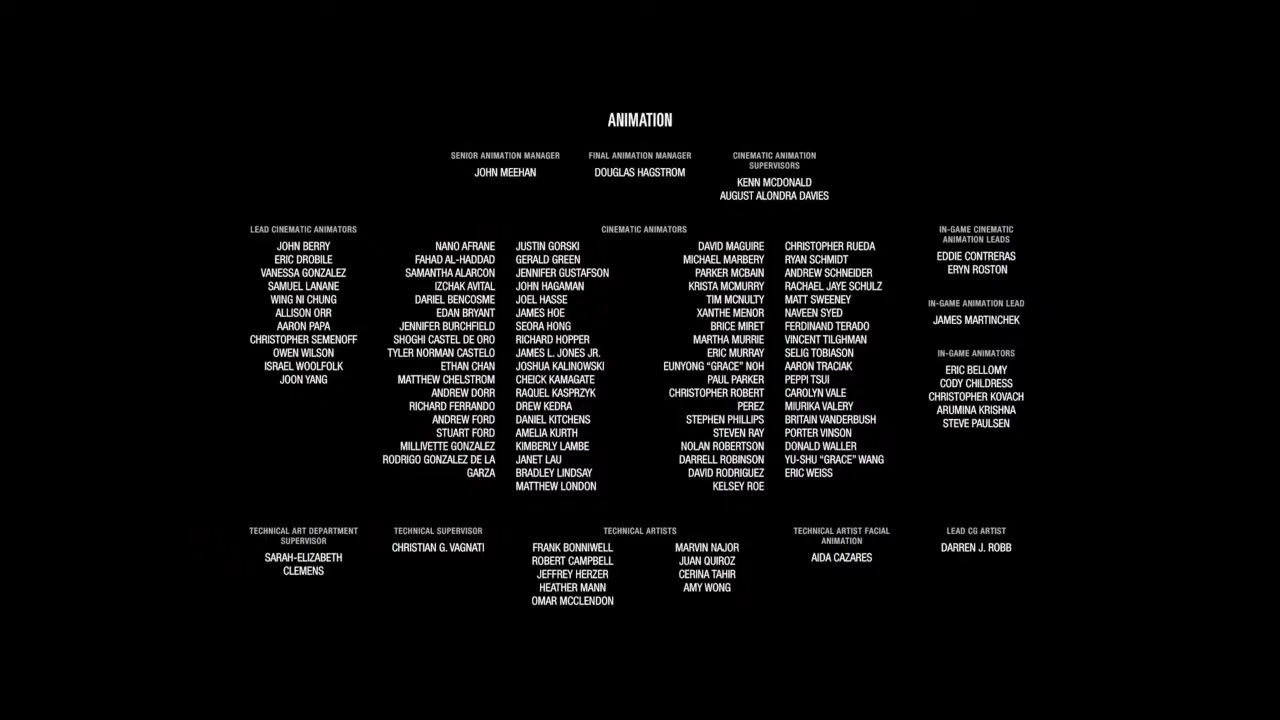 ANIMATION
SENIOR ANIMATION MANAGER
JOHN MEEHAN
FINAL ANIMATION MANAGER
DOUGLAS HAGSTROM
CINEMATIC ANIMATION
SUPERVISORS
KENN MCDONALD
AUGUST ALONDRA DAVIES
LEAD CINEMATIC ANIMATORS
JOHN BERRY
ERIC DROBILE
VANESSA GONZALEZ
SAMUEL LANANE
WING NI CHUNG
ALLISON ORR
AARON PAPA
CHRISTOPHER SEMENOFF
OWEN WILSON
ISRAEL WOOLFOLK
JOON YANG
CINEMATIC ANIMATORS
NANO AFRANE
FAHAD AL-HADDAD
SAMANTHA ALARCON
IZCHAK AVITAL
DARIEL BENCOSME
EDAN BRYANT
JENNIFER BURCHFIELD
SHOGHI CASTEL DE ORO
TYLER NORMAN CASTELO
ETHAN CHAN
MATTHEW CHELSTROM
ANDREW DORR
RICHARD FERRANDO
ANDREW FORD
STUART FORD
MILLIVETTE GONZALEZ
RODRIGO GONZALEZ DE LA
GARZA
JUSTIN GORSKI
GERALD GREEN
JENNIFER GUSTAFSON
JOHN HAGAMAN
JOEL HASSE
JAMES HOE
SEORA HONG
RICHARD HOPPER
JAMES L. JONES JR.
JOSHUA KALINOWSKI
CHEICK KAMAGATE
RAQUEL KASPRZYK
DREW KEDRA
DANIEL KITCHENS
AMELIA KURTH
KIMBERLY LAMBE
JANET LAU
BRADLEY LINDSAY
MATTHEW LONDON
DAVID MAGUIRE
MICHAEL MARBERY
PARKER MCBAIN
KRISTA MCMURRY
TIM MCNULTY
XANTHE MENOR
BRICE MIRET
MARTHA MURRIE
ERIC MURRAY
EUNYONG “GRACE” NOH
PAUL PARKER
CHRISTOPHER ROBERT
PEREZ
STEPHEN PHILLIPS
STEVEN RAY
NOLAN ROBERTSON
DARRELL ROBINSON
DAVID RODRIGUEZ
KELSEY ROE
CHRISTOPHER RUEDA
RYAN SCHMIDT
ANDREW SCHNEIDER
RACHAEL JAYE SCHULZ
MATT SWEENEY
NAVEEN SYED
FERDINAND TERADO
VINCENT TILGHMAN
SELIG TOBIASON
AARON TRACIAK
PEPPI TSUI
CAROLYN VALE
MIURIKA VALERY
BRITAIN VANDERBUSH
PORTER VINSON
DONALD WALLER
YU-SHU “GRACE” WANG
ERIC WEISS
IN-GAME CINEMATIC
ANIMATION LEADS
EDDIE CONTRERAS
ERYN ROSTON
IN-GAME ANIMATION LEAD
JAMES MARTINCHEK
IN-GAME ANIMATORS
ERIC BELLOMY
CODY CHILDRESS
CHRISTOPHER KOVACH
ARUMINA KRISHNA
STEVE PAULSEN
TECHNICAL ART DEPARTMENT
SUPERVISOR
SARAH-ELIZABETH
CLEMENS
TECHNICAL SUPERVISOR
CHRISTIAN G. VAGNATI
TECHNICAL ARTISTS
FRANK BONNIWELL
ROBERT CAMPBELL
JEFFREY HERZER
HEATHER MANN
OMAR MCCLENDON
MARVIN NAJOR
JUAN QUIROZ
CERINA TAHIR
AMY WONG
TECHNICAL ARTIST FACIAL
ANIMATION
AIDA CAZARES
LEAD CG ARTIST
DARREN J. ROBB